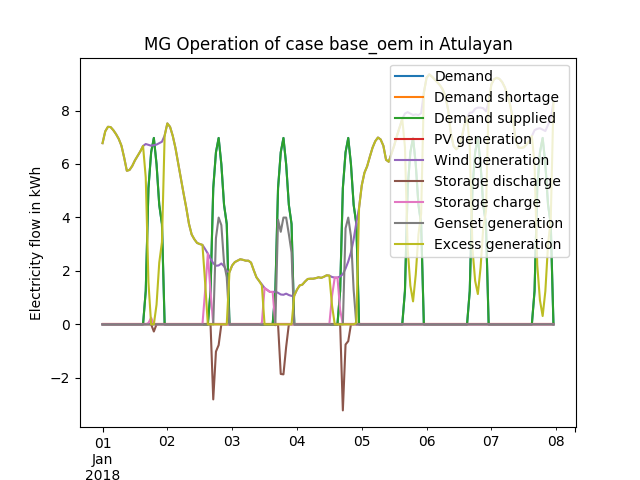 MG Operation of case base_oem in Atulayan
Demand
Demand shortage
Demand supplied
PV generation
Wind generation
Storage discharge
Storage charge
Genset generation
Excess generation
Electricity flow in kWh
8
6
4
2
0
−2
01 02 03 04 05 06 07 08
Jan
2018